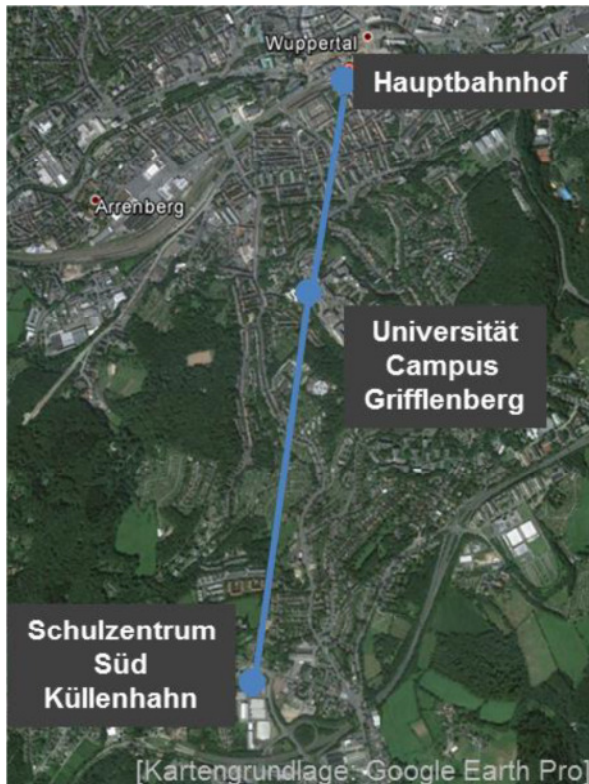 Wuppertal
Hauptbahnhof
Arrenberg
Universität
Campus
Grifflenberg
Schulzentrum
Süd
Küllenhahn
[Kartengrundlage: Google Earth Pro]